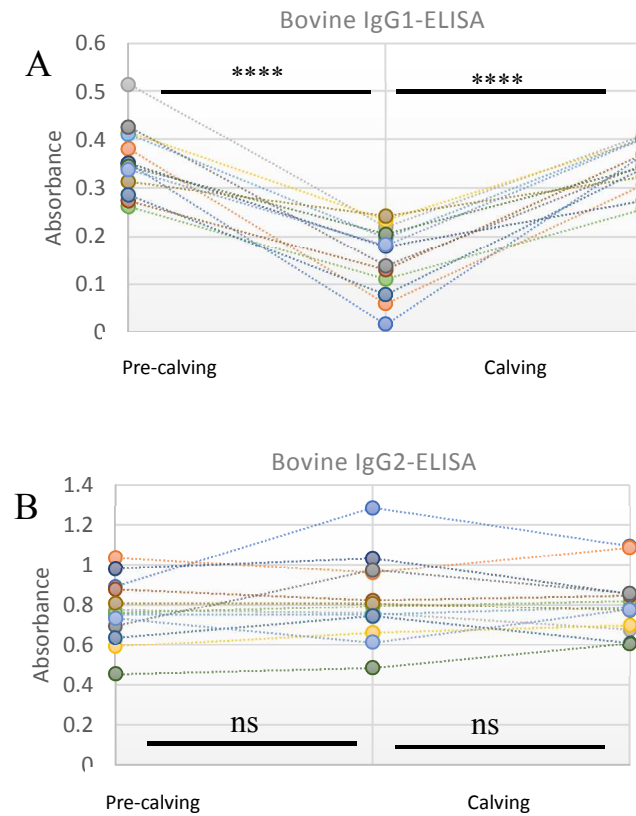 Bovine IgG1-ELISA
A
0.6
0.5
0.4
0.3
0.2
0.1
0
Absorbance
****
****
Pre-calving
Calving
Bovine IgG2-ELISA
B
1.4
1.2
1
0.8
0.6
0.4
0.2
0
Absorbance
ns
ns
Pre-calving
Calving